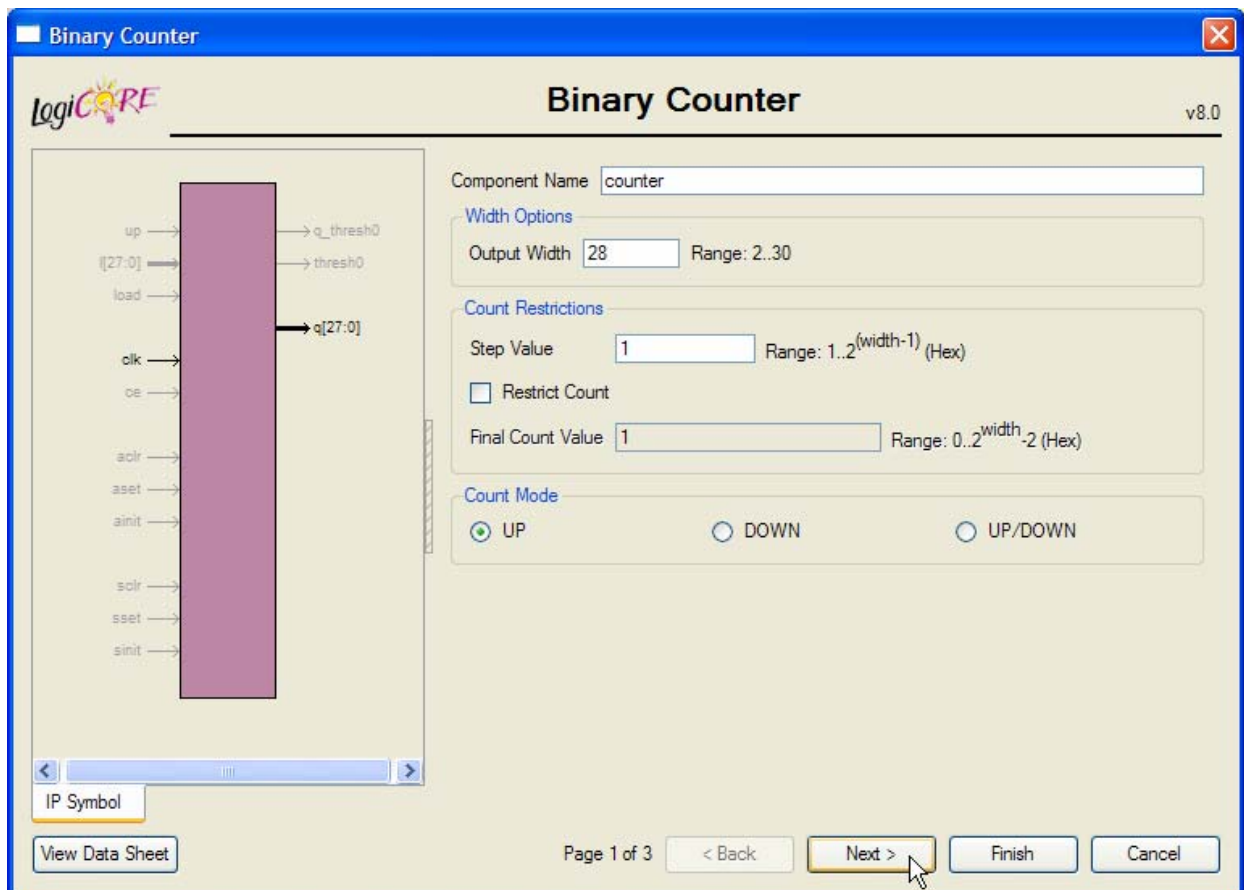 Binary Counter
LogiCORE
Binary Counter
v8.0
up
l[27:0]
load
clk
ce
aclr
aset
ainit
sclr
sset
sinit
q_thresh0
thresh0
q[27:0]
IP Symbol
Component Name counter
Width Options
Output Width 28 Range: 2..30
Count Restrictions
Step Value 1 Range: 1..2^(width-1) (Hex)
Restrict Count
Final Count Value 1 Range: 0..2^width-2 (Hex)
Count Mode
UP DOWN UP/DOWN
View Data Sheet Page 1 of 3 < Back Next > Finish Cancel